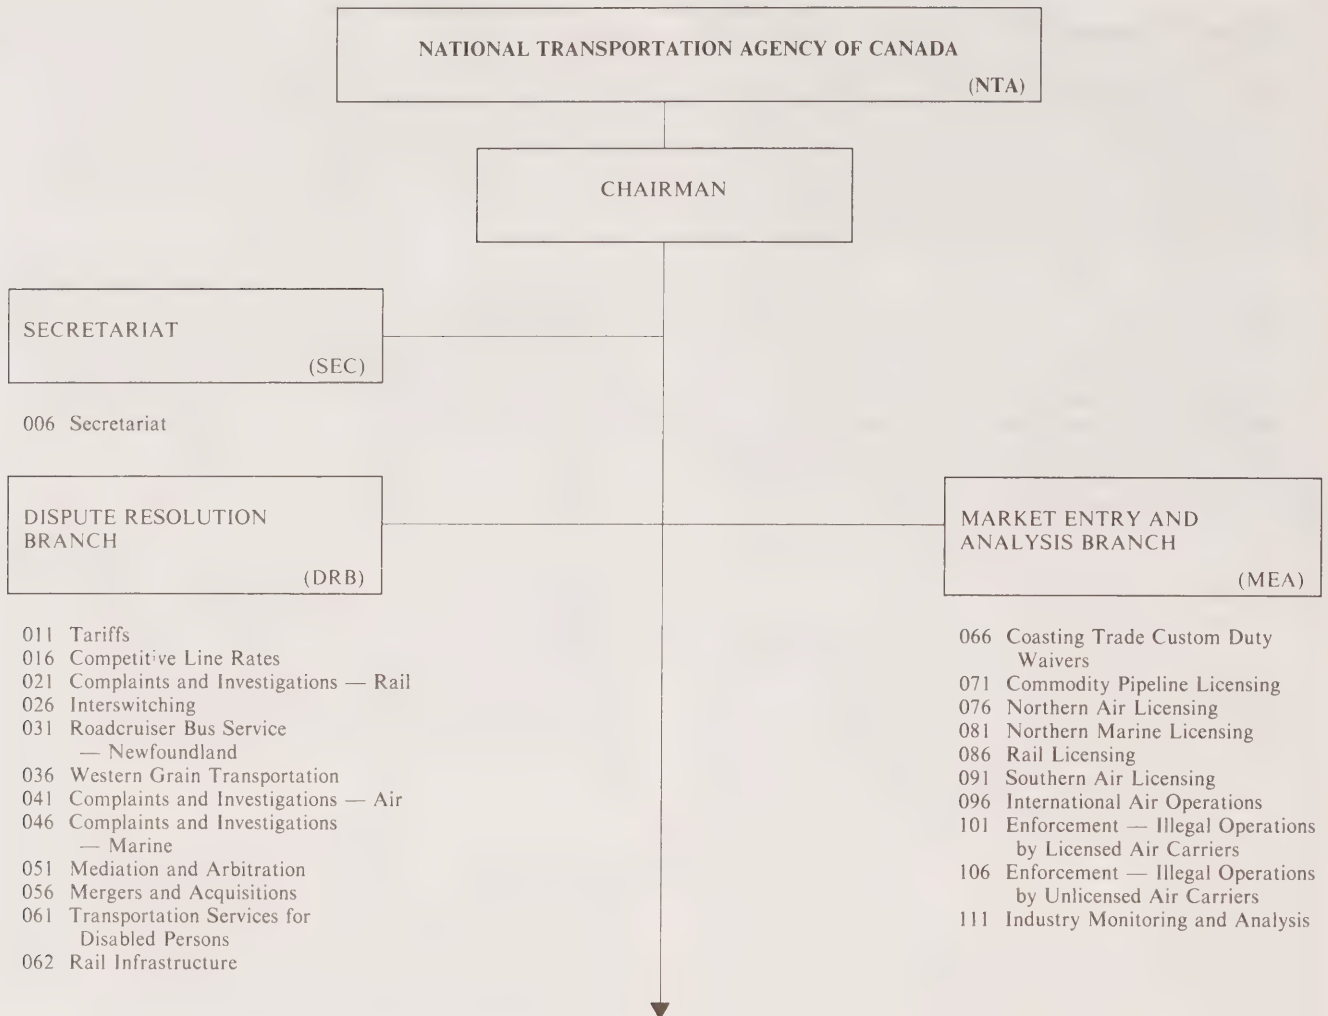 NATIONAL TRANSPORTATION AGENCY OF CANADA
(NTA)
CHAIRMAN
SECRETARIAT
(SEC)
006 Secretariat
DISPUTE RESOLUTION
BRANCH
(DRB)
011 Tariffs
016 Competitive Line Rates
021 Complaints and Investigations — Rail
026 Interswitching
031 Roadcruiser Bus Service
— Newfoundland
036 Western Grain Transportation
041 Complaints and Investigations — Air
046 Complaints and Investigations
— Marine
051 Mediation and Arbitration
056 Mergers and Acquisitions
061 Transportation Services for
Disabled Persons
062 Rail Infrastructure
MARKET ENTRY AND
ANALYSIS BRANCH
(MEA)
066 Coasting Trade Custom Duty
Waivers
071 Commodity Pipeline Licensing
076 Northern Air Licensing
081 Northern Marine Licensing
086 Rail Licensing
091 Southern Air Licensing
096 International Air Operations
101 Enforcement — Illegal Operations
by Licensed Air Carriers
106 Enforcement — Illegal Operations
by Unlicensed Air Carriers
111 Industry Monitoring and Analysis